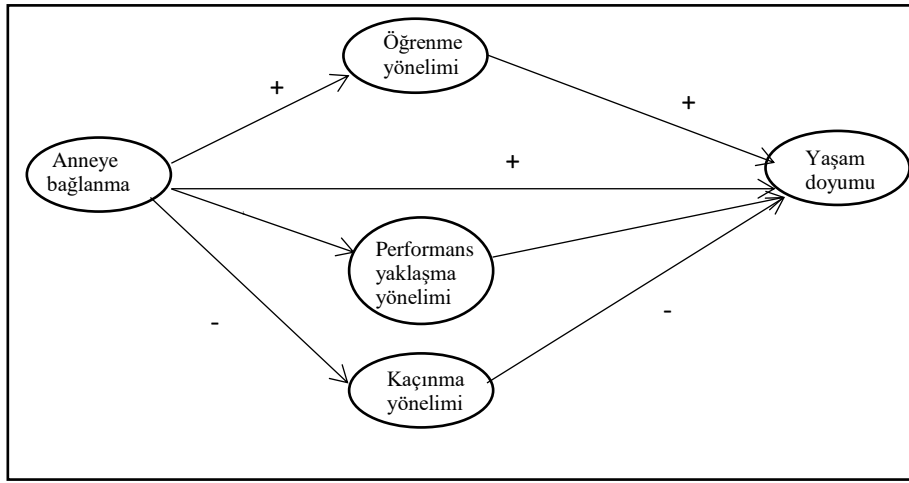 Öğrenme
yönelimi
+
+
Anneye
bağlanma
+
Yaşam
doyumu
Performans
yaklaşma
yönelimi
-
-
Kaçınma
yönelimi